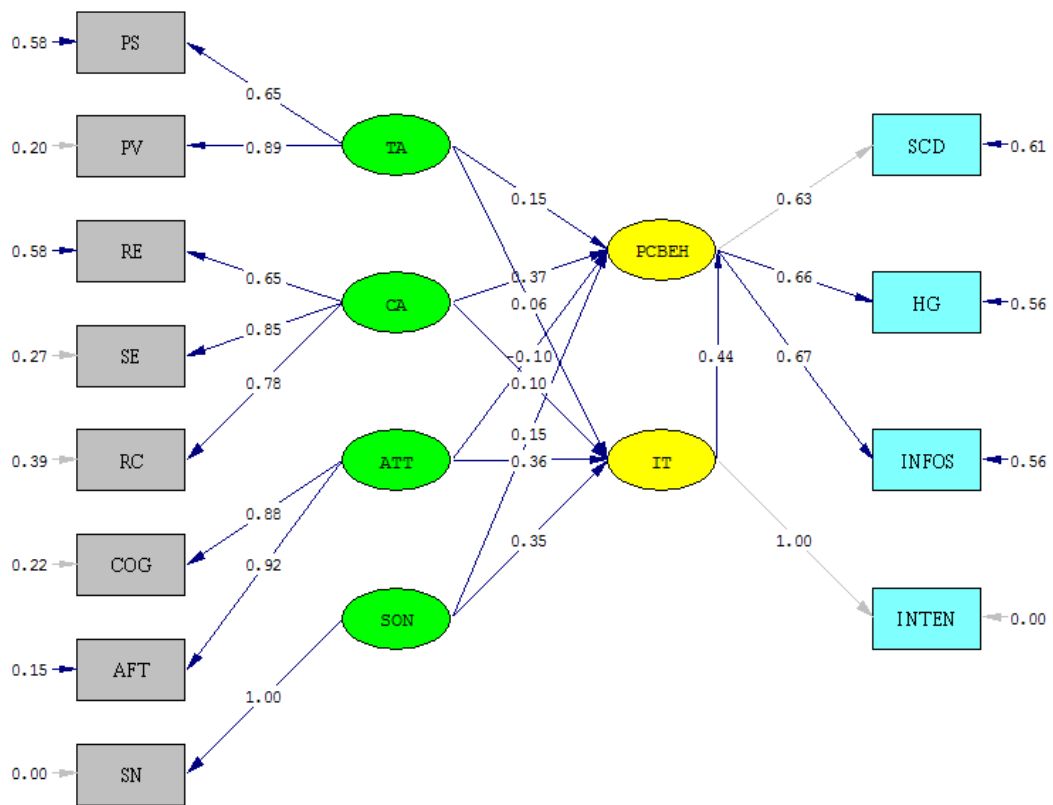 0.58 PS
0.65
0.20 PV 0.89 TA SCD 0.61
0.15 0.63
0.58 RE PCBEH
0.65 0.37 0.66
CA 0.06 HG 0.56
0.85
0.27 SE -0.10 0.44 0.67
0.78 0.10
0.15
0.39 RC ATT 0.36 IT INFOS 0.56
0.88
0.35 1.00
0.22 COG 0.92
SON INTEN 0.00
0.15 AFT
1.00
0.00 SN